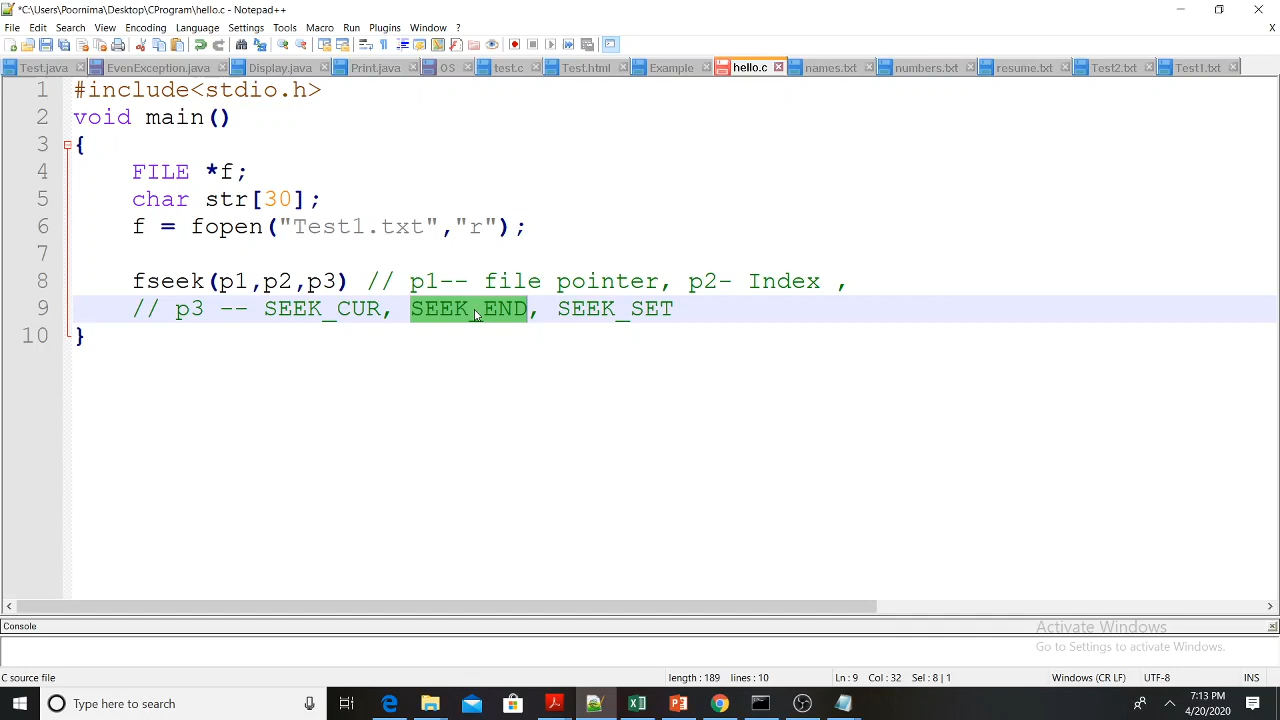 *C:\Users\Poornima\Desktop\CProgram\hello.c - Notepad++
File Edit Search View Encoding Language Settings Tools Macro Run Plugins Window ?
X
Test.java EvenException.java Display.java Print.java OS test.c Test.html Example hello.c names.txt numbers.txt resume.txt Test2.txt Test1.txt
1 #include<stdio.h>
2 void main()
3 {
4 FILE *f;
5 char str[30];
6 f = fopen("Test1.txt","r");
7
8 fseek(p1,p2,p3) // p1-- file pointer, p2- Index ,
9 // p3 -- SEEK_CUR, SEEK_END, SEEK_SET
10 }
Console
Activate Windows
Go to Settings to activate Windows.
C source file length : 189 lines : 10 Ln : 9 Col : 32 Sel : 8 | 1 Windows (CR LF) UTF-8 INS
Type here to search
7:13 PM
4/20/2020